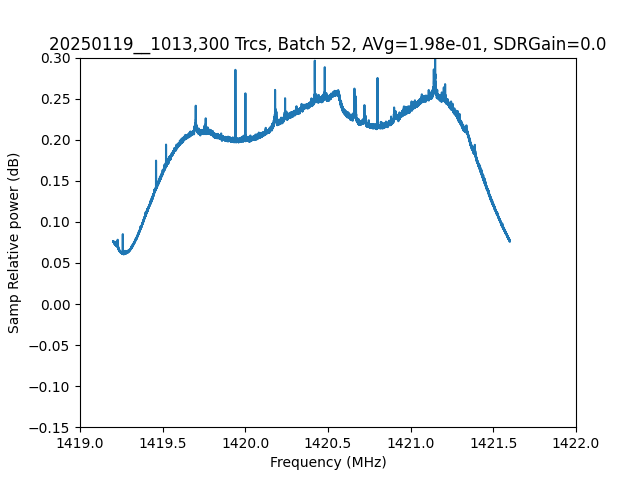 20250119__1013,300 Trcs, Batch 52, AVg=1.98e-01, SDRGain=0.0
Samp Relative power (dB)
0.30
0.25
0.20
0.15
0.10
0.05
0.00
−0.05
−0.10
−0.15
1419.0 1419.5 1420.0 1420.5 1421.0 1421.5 1422.0
Frequency (MHz)